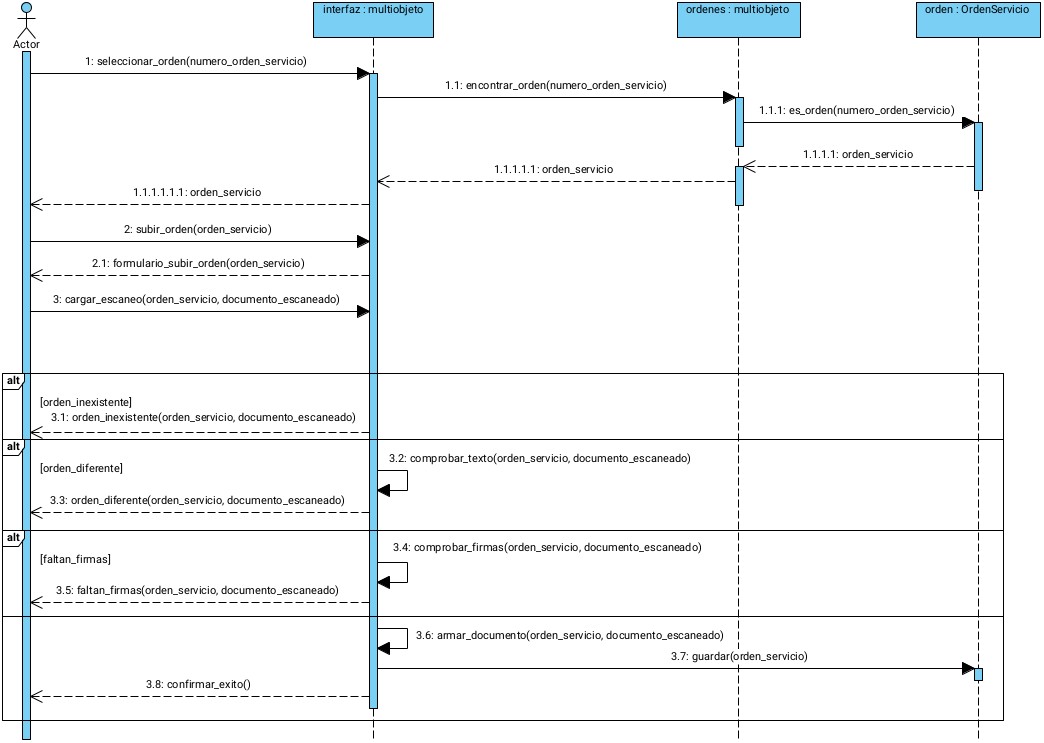 interfaz : multiobjeto
ordenes : multiobjeto
orden : OrdenServicio
Actor
1: seleccionar_orden(numero_orden_servicio)
1.1: encontrar_orden(numero_orden_servicio)
1.1.1: es_orden(numero_orden_servicio)
1.1.1.1: orden_servicio
1.1.1.1.1: orden_servicio
1.1.1.1.1.1: orden_servicio
2: subir_orden(orden_servicio)
2.1: formulario_subir_orden(orden_servicio)
3: cargar_escaneo(orden_servicio, documento_escaneado)
alt
[orden_inexistente]
3.1: orden_inexistente(orden_servicio, documento_escaneado)
alt
3.2: comprobar_texto(orden_servicio, documento_escaneado)
[orden_diferente]
3.3: orden_diferente(orden_servicio, documento_escaneado)
alt
3.4: comprobar_firmas(orden_servicio, documento_escaneado)
[faltan_firmas]
3.5: faltan_firmas(orden_servicio, documento_escaneado)
3.6: armar_documento(orden_servicio, documento_escaneado)
3.7: guardar(orden_servicio)
3.8: confirmar_exito()